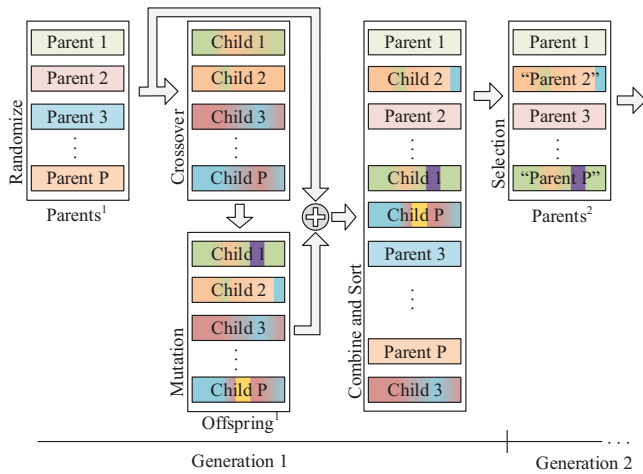 Randomize
Parent 1
Parent 2
Parent 3
Parent P
Parents¹
Crossover
Child 1
Child 2
Child 3
Child P
Mutation
Child 1
Child 2
Child 3
Child P
Offspring¹
Combine and Sort
Parent 1
Child 2
Parent 2
Child 1
Child P
Parent 3
Parent P
Child 3
Selection
Parent 1
“Parent 2”
Parent 3
“Parent P”
Parents²
Generation 1
Generation 2